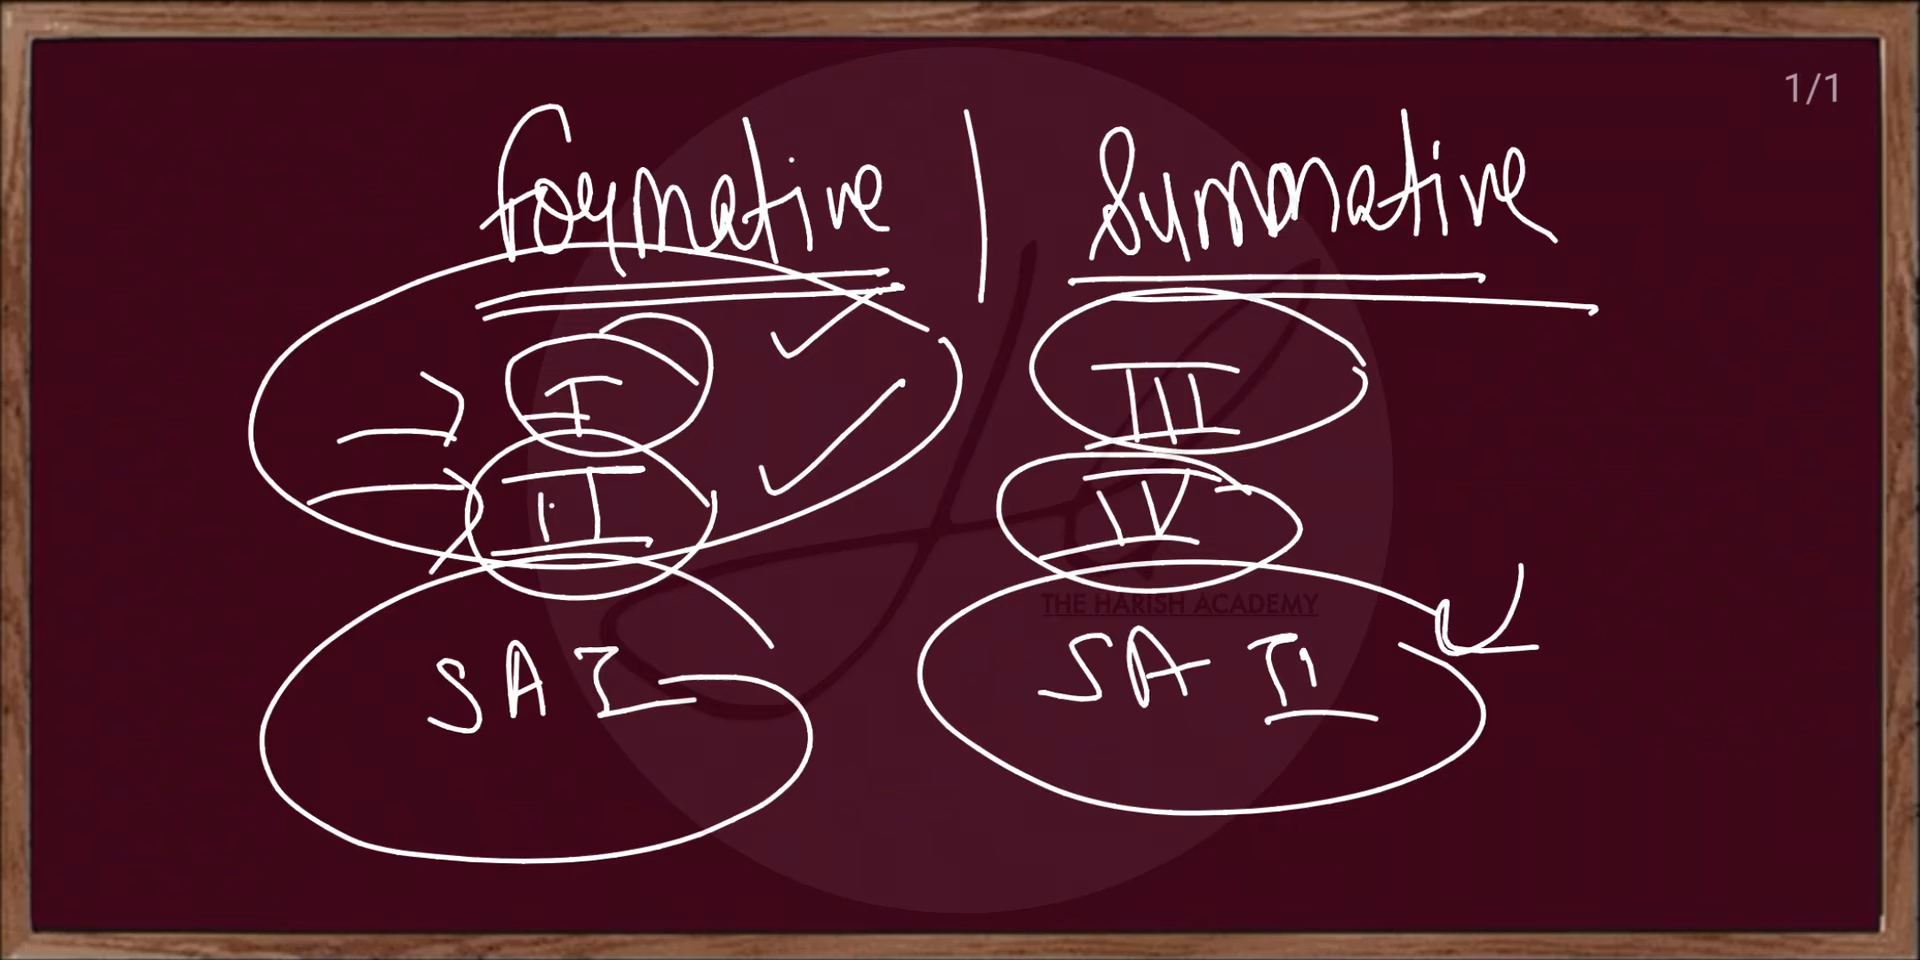 1/1
Formative | Summative
I III
II IV
THE HARISH ACADEMY
SA I SA II